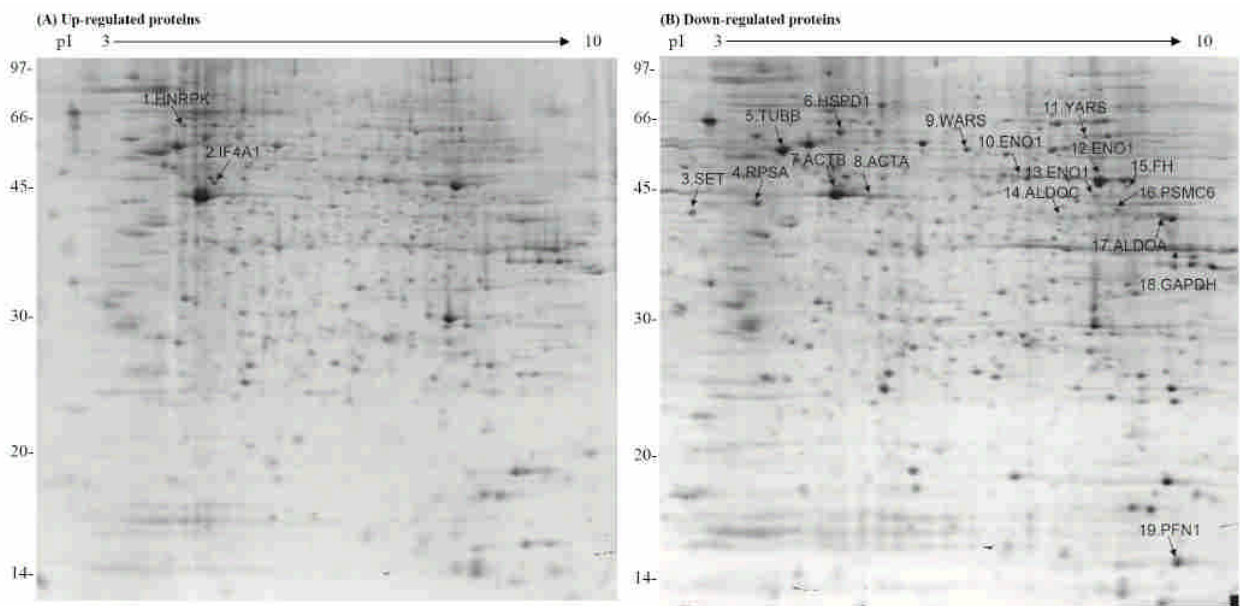 (A) Up-regulated proteins
pI 3 10
97-
66-
45-
30-
20-
14-
1.HNRPK
2.IF4A1
(B) Down-regulated proteins
pI 3 10
97-
66-
45-
30-
20-
14-
6.HSPD1
5.TUBB
9.WARS
11.YARS
10.ENO1
12.ENO1
7.ACTB
8.ACTA
3.SET
4.RPSA
13.ENO1
15.FH
14.ALDOC
16.PSMC6
17.ALDOA
18.GAPDH
19.PFN1